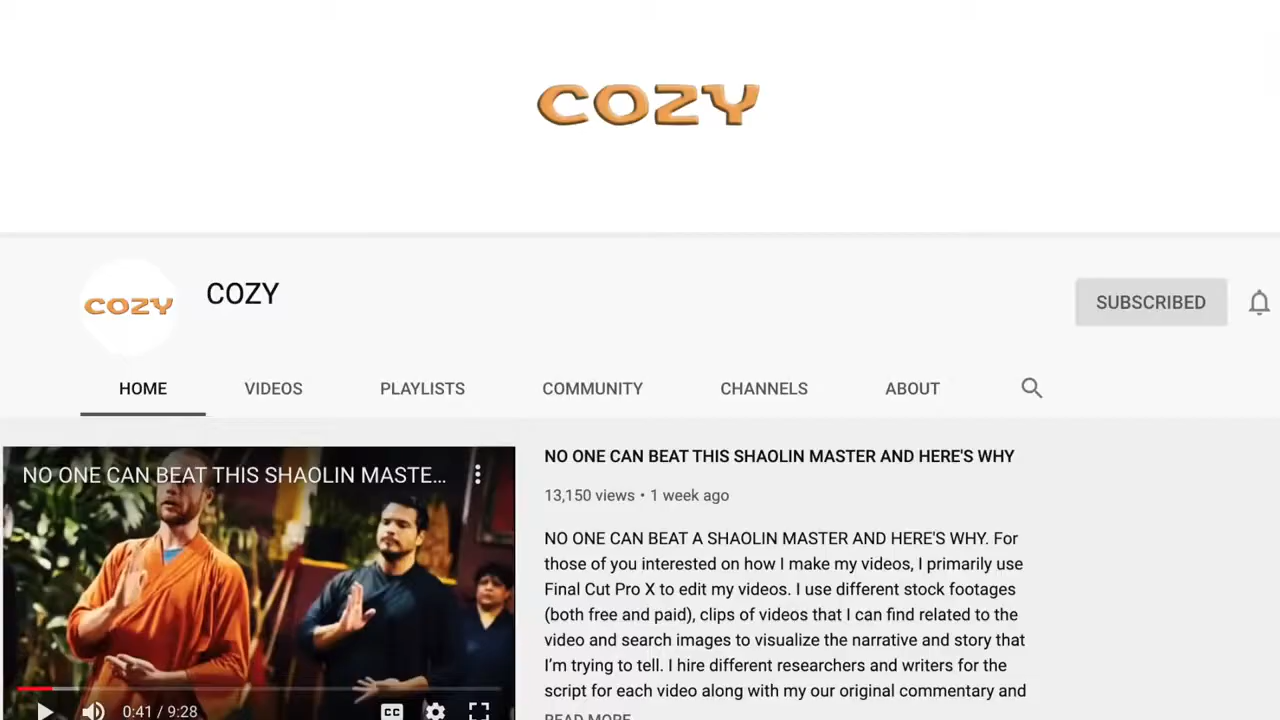 COZY
COZY
COZY
SUBSCRIBED
HOME
VIDEOS
PLAYLISTS
COMMUNITY
CHANNELS
ABOUT
NO ONE CAN BEAT THIS SHAOLIN MASTE...
0:41 / 9:28
CC
NO ONE CAN BEAT THIS SHAOLIN MASTER AND HERE'S WHY
13,150 views • 1 week ago
NO ONE CAN BEAT A SHAOLIN MASTER AND HERE'S WHY. For
those of you interested on how I make my videos, I primarily use
Final Cut Pro X to edit my videos. I use different stock footages
(both free and paid), clips of videos that I can find related to the
video and search images to visualize the narrative and story that
I'm trying to tell. I hire different researchers and writers for the
script for each video along with my our original commentary and
READ MORE